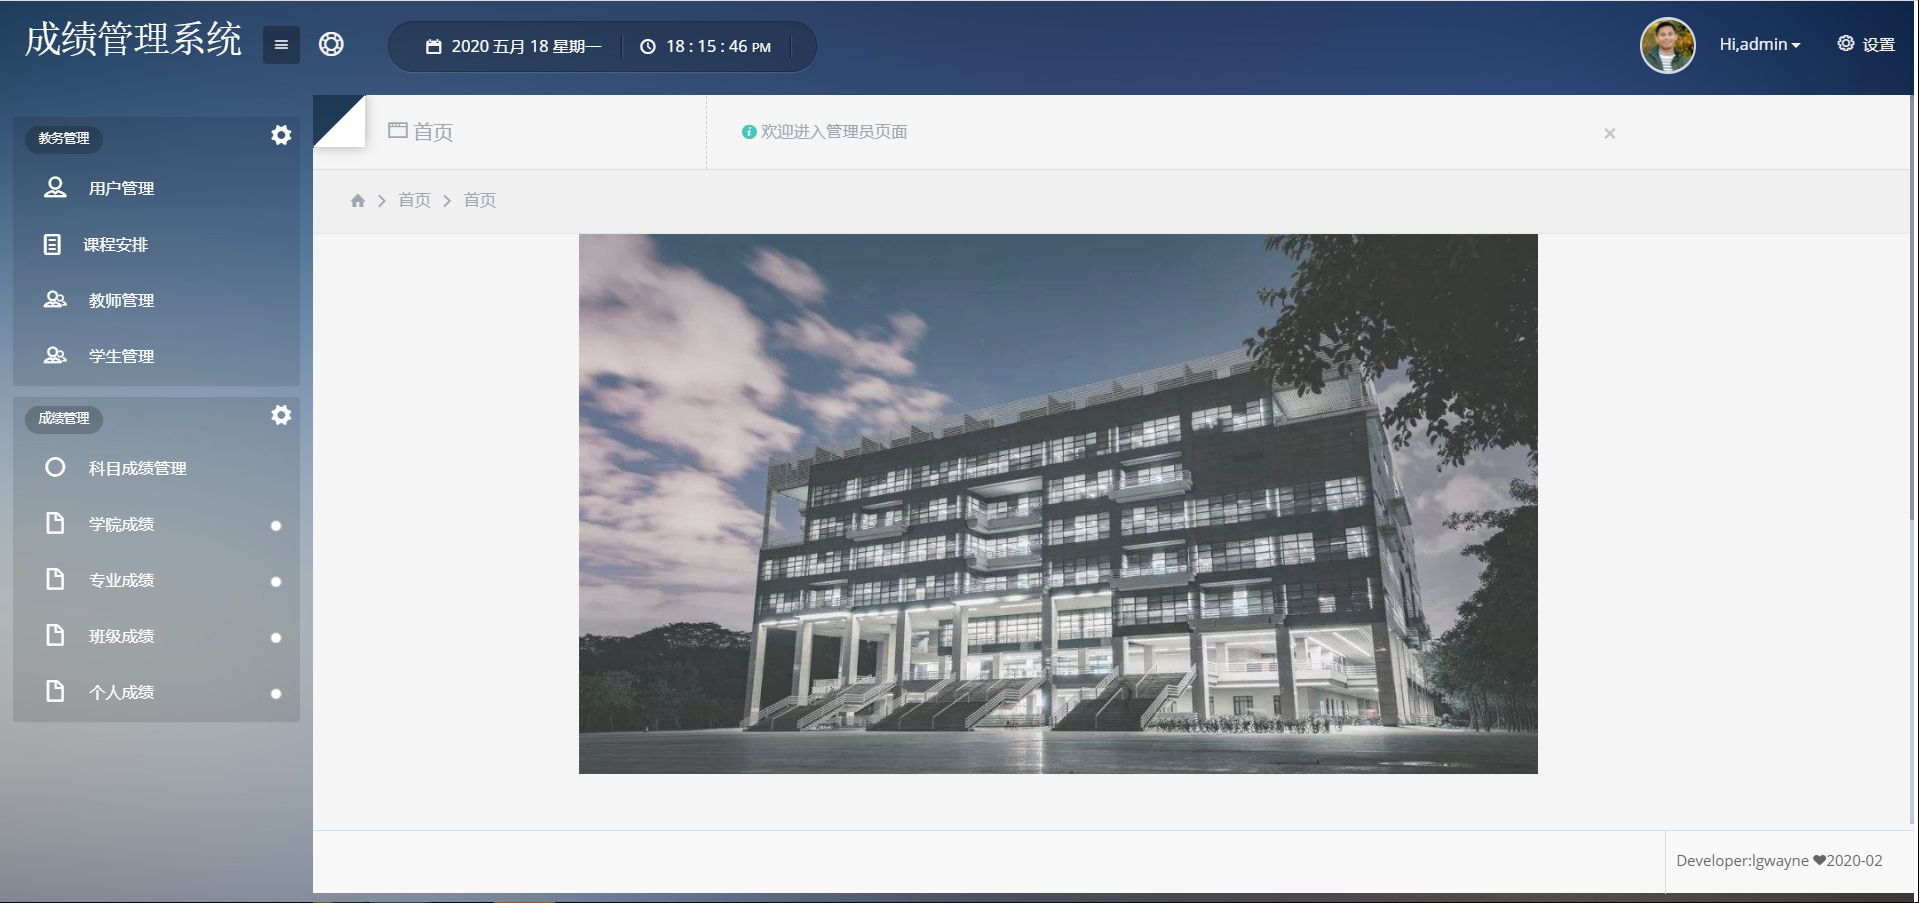 成绩管理系统
2020 五月 18 星期一
18 : 15 : 46 PM
Hi,admin
设置
教务管理
用户管理
课程安排
教师管理
学生管理
成绩管理
科目成绩管理
学院成绩
专业成绩
班级成绩
个人成绩
首页
欢迎进入管理员页面
×
首页
首页
Developer:lgwayne ❤2020-02